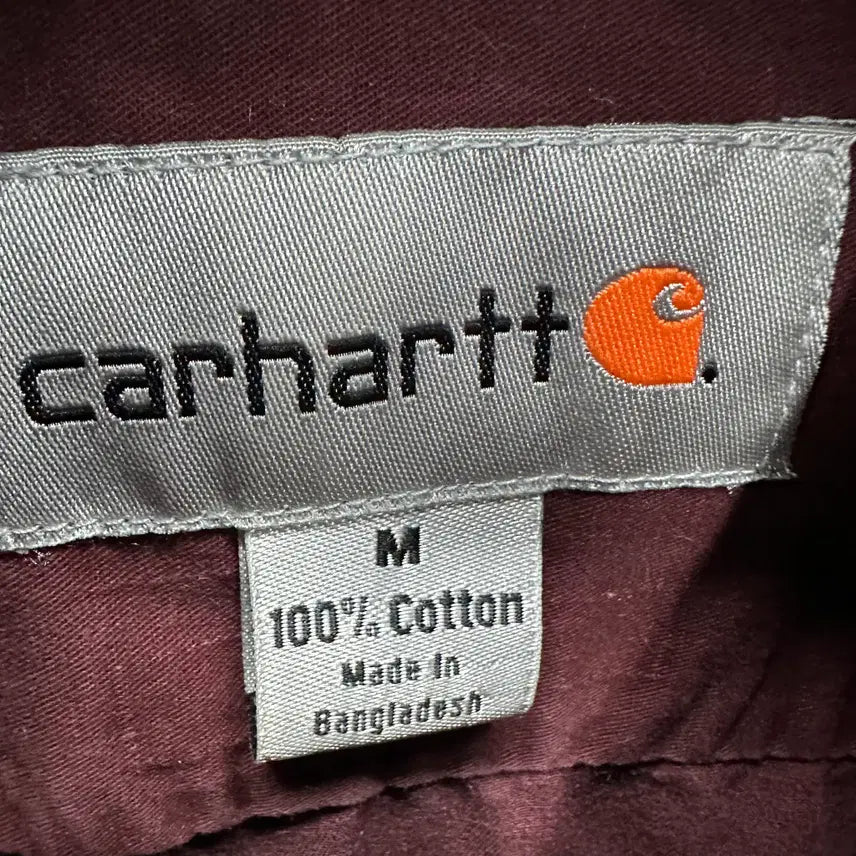 carhartt.
M
100% Cotton
Made In
Bangladesh